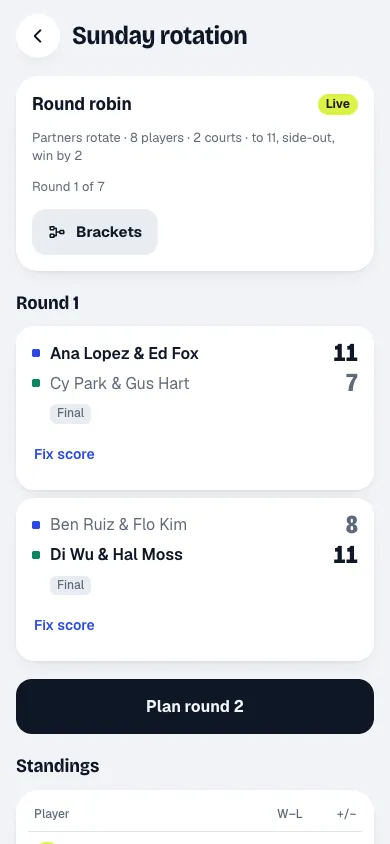 Sunday rotation
Round robin
Live
Partners rotate · 8 players · 2 courts · to 11, side-out,
win by 2
Round 1 of 7
Brackets
Round 1
Ana Lopez & Ed Fox 11
Cy Park & Gus Hart 7
Final
Fix score
Ben Ruiz & Flo Kim 8
Di Wu & Hal Moss 11
Final
Fix score
Plan round 2
Standings
Player W–L +/−